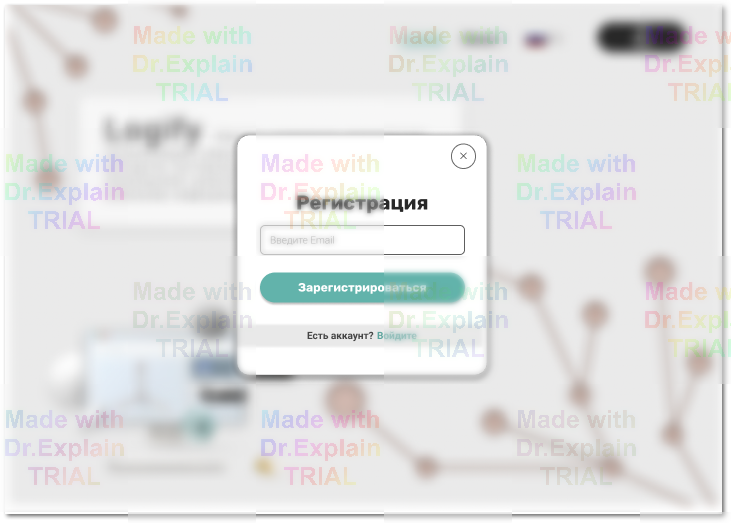 Made with
Dr.Explain
TRIAL
Made with
Dr.Explain
TRIAL
Made with
Dr.Explain
TRIAL
Logify
Made with
Dr.Explain
TRIAL
Made with
Dr.Explain
TRIAL
Made with
Dr.Explain
TRIAL
Регистрация
Введите Email
Зарегистрироваться
Made with
Dr.Explain
TRIAL
Made with
Dr.Explain
TRIAL
Made with
Dr.Explain
TRIAL
Есть аккаунт? Войдите
Made with
Dr.Explain
TRIAL
Made with
Dr.Explain
TRIAL
Made with
Dr.Explain
TRIAL